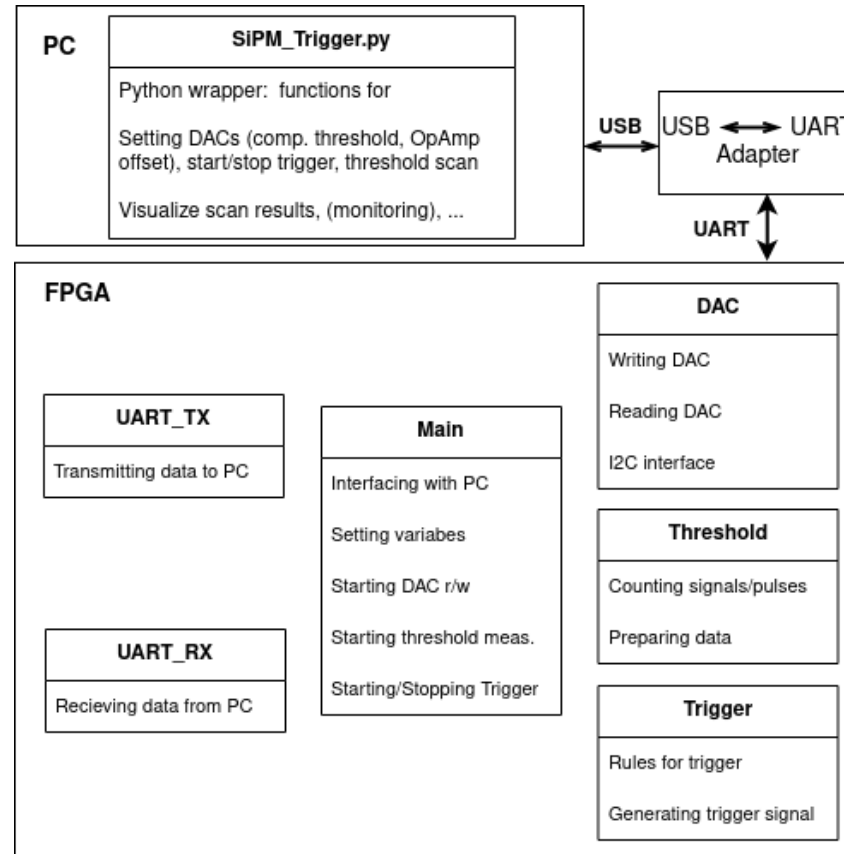 PC
SiPM_Trigger.py
Python wrapper: functions for
Setting DACs (comp. threshold, OpAmp
offset), start/stop trigger, threshold scan
Visualize scan results, (monitoring), ...
USB
USB UART
Adapter
UART
FPGA
UART_TX
Transmitting data to PC
UART_RX
Recieving data from PC
Main
Interfacing with PC
Setting variabes
Starting DAC r/w
Starting threshold meas.
Starting/Stopping Trigger
DAC
Writing DAC
Reading DAC
I2C interface
Threshold
Counting signals/pulses
Preparing data
Trigger
Rules for trigger
Generating trigger signal